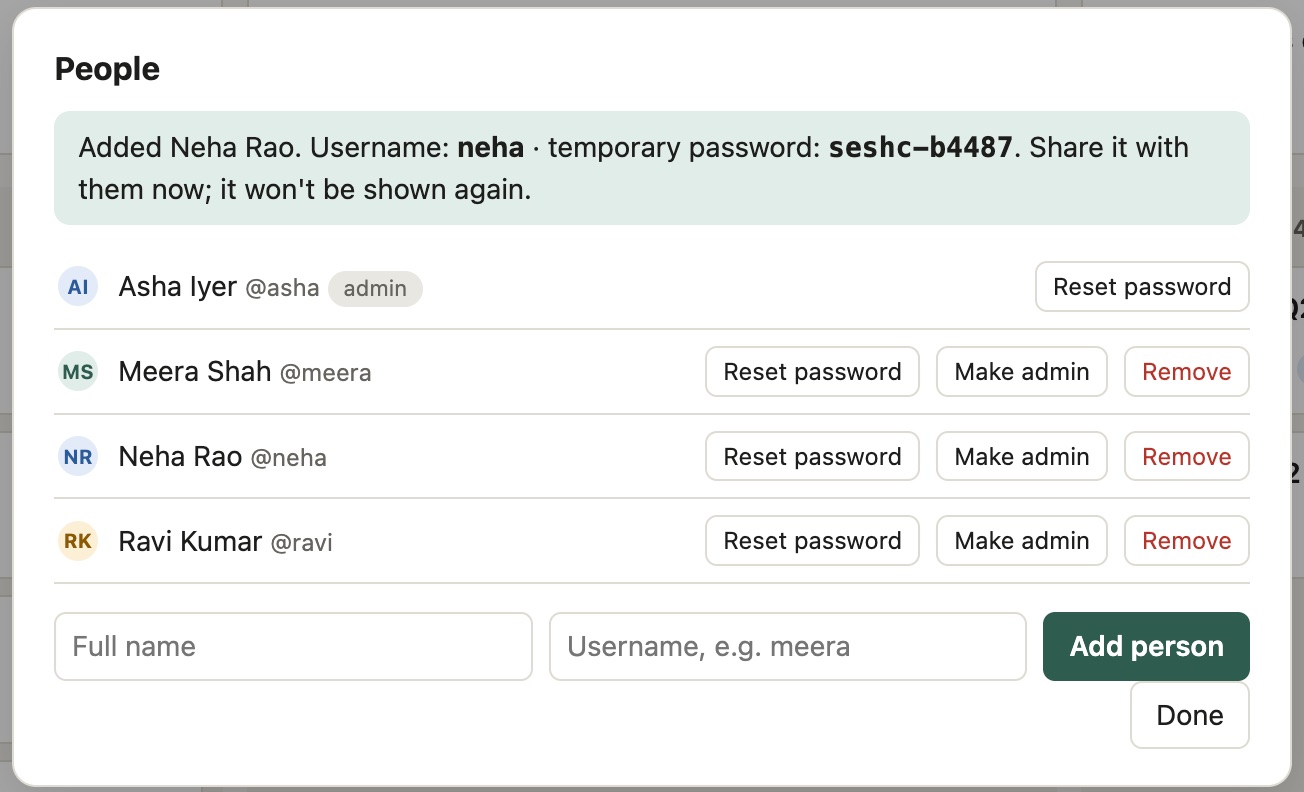 People
Added Neha Rao. Username: neha · temporary password: seshc-b4487. Share it with
them now; it won't be shown again.
AI Asha Iyer @asha admin Reset password
MS Meera Shah @meera Reset password Make admin Remove
NR Neha Rao @neha Reset password Make admin Remove
RK Ravi Kumar @ravi Reset password Make admin Remove
Full name Username, e.g. meera Add person
Done